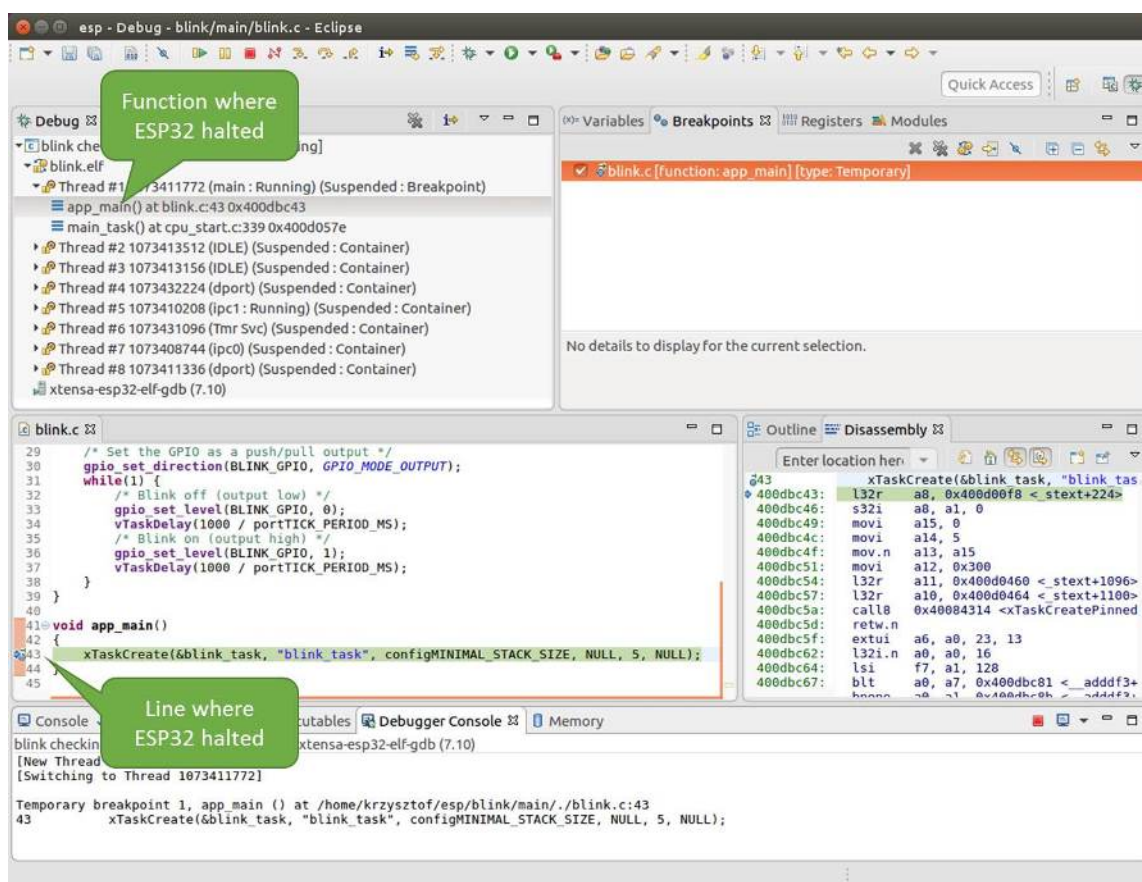 esp - Debug - blink/main/blink.c - Eclipse
Quick Access
Function where
ESP32 halted
Debug
blink che
ing]
blink.elf
Thread #1 1073411772 (main : Running) (Suspended : Breakpoint)
app_main() at blink.c:43 0x400dbc43
main_task() at cpu_start.c:339 0x400d057e
Thread #2 1073413512 (IDLE) (Suspended : Container)
Thread #3 1073413156 (IDLE) (Suspended : Container)
Thread #4 1073432224 (dport) (Suspended : Container)
Thread #5 1073410208 (ipc1 : Running) (Suspended : Container)
Thread #6 1073431096 (Tmr Svc) (Suspended : Container)
Thread #7 1073408744 (ipc0) (Suspended : Container)
Thread #8 1073411336 (dport) (Suspended : Container)
xtensa-esp32-elf-gdb (7.10)
(x)= Variables Breakpoints Registers Modules
blink.c [function: app_main] [type: Temporary]
No details to display for the current selection.
blink.c
29 /* Set the GPIO as a push/pull output */
30 gpio_set_direction(BLINK_GPIO, GPIO_MODE_OUTPUT);
31 while(1) {
32 /* Blink off (output low) */
33 gpio_set_level(BLINK_GPIO, 0);
34 vTaskDelay(1000 / portTICK_PERIOD_MS);
35 /* Blink on (output high) */
36 gpio_set_level(BLINK_GPIO, 1);
37 vTaskDelay(1000 / portTICK_PERIOD_MS);
38 }
39 }
40
41 void app_main()
42 {
43 xTaskCreate(&blink_task, "blink_task", configMINIMAL_STACK_SIZE, NULL, 5, NULL);
44 }
45
Line where
ESP32 halted
Outline Disassembly
Enter location her
43 xTaskCreate(&blink_task, "blink_tas
400dbc43: l32r a8, 0x400d00f8 <_stext+224>
400dbc46: s32i a8, a1, 0
400dbc49: movi a15, 0
400dbc4c: movi a14, 5
400dbc4f: mov.n a13, a15
400dbc51: movi a12, 0x300
400dbc54: l32r a11, 0x400d0460 <_stext+1096>
400dbc57: l32r a10, 0x400d0464 <_stext+1100>
400dbc5a: call8 0x40084314 <xTaskCreatePinned
400dbc5d: retw.n
400dbc5f: extui a6, a0, 23, 13
400dbc62: l32i.n a0, a0, 16
400dbc64: lsi f7, a1, 128
400dbc67: blt a0, a7, 0x400dbc81 <__adddf3+
Console
cutables Debugger Console Memory
blink checkin
xtensa-esp32-elf-gdb (7.10)
[New Thread
[Switching to Thread 1073411772]
Temporary breakpoint 1, app_main () at /home/krzysztof/esp/blink/main/./blink.c:43
43 xTaskCreate(&blink_task, "blink_task", configMINIMAL_STACK_SIZE, NULL, 5, NULL);